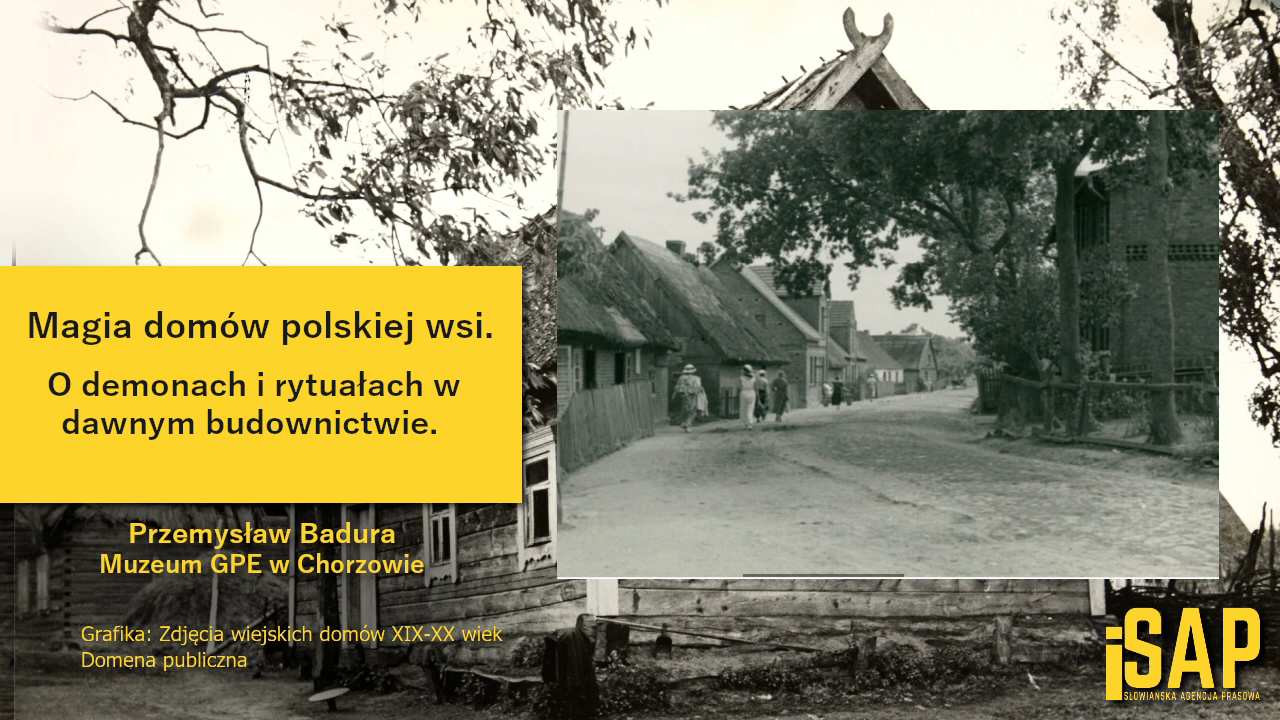 Magia domów polskiej wsi.
O demonach i rytuałach w
dawnym budownictwie.
Przemysław Badura
Muzeum GPE w Chorzowie
Grafika: Zdjęcia wiejskich domów XIX-XX wiek
Domena publiczna
iSAP
SŁOWIAŃSKA AGENCJA PRASOWA